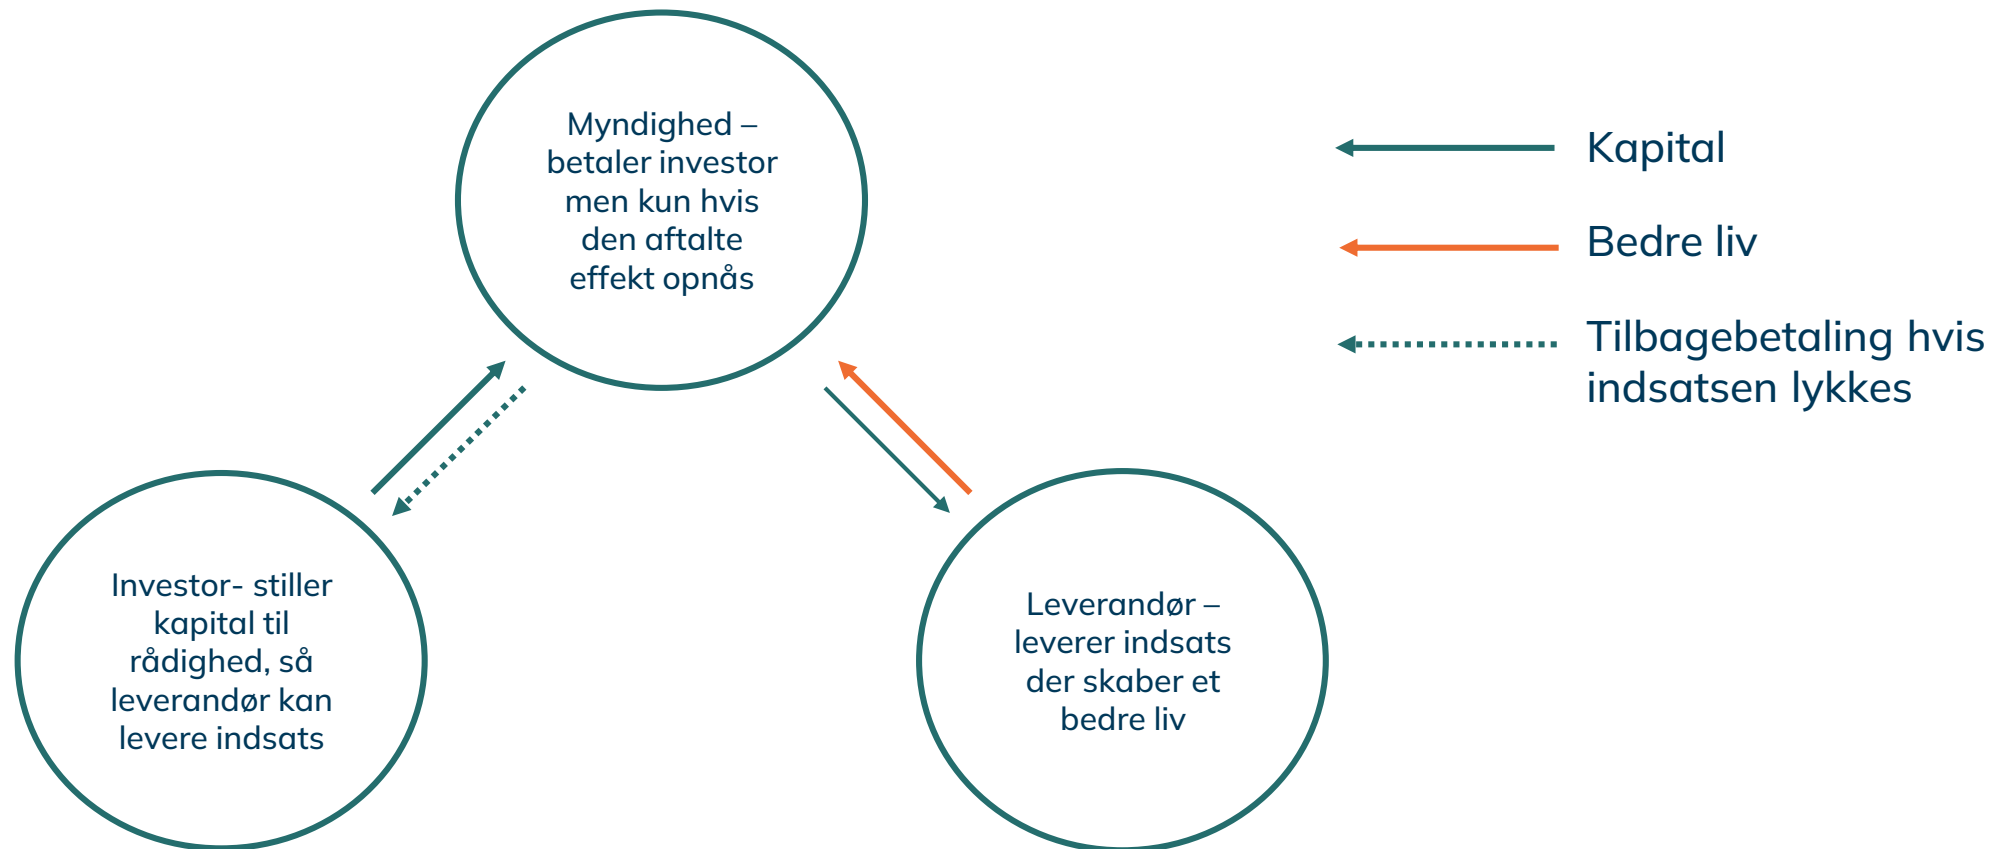 Myndighed –
betaler investor
men kun hvis
den aftalte
effekt opnås
Kapital
Bedre liv
Tilbagebetaling hvis
indsatsen lykkes
Investor- stiller
kapital til
rådighed, så
leverandør kan
levere indsats
Leverandør –
leverer indsats
der skaber et
bedre liv